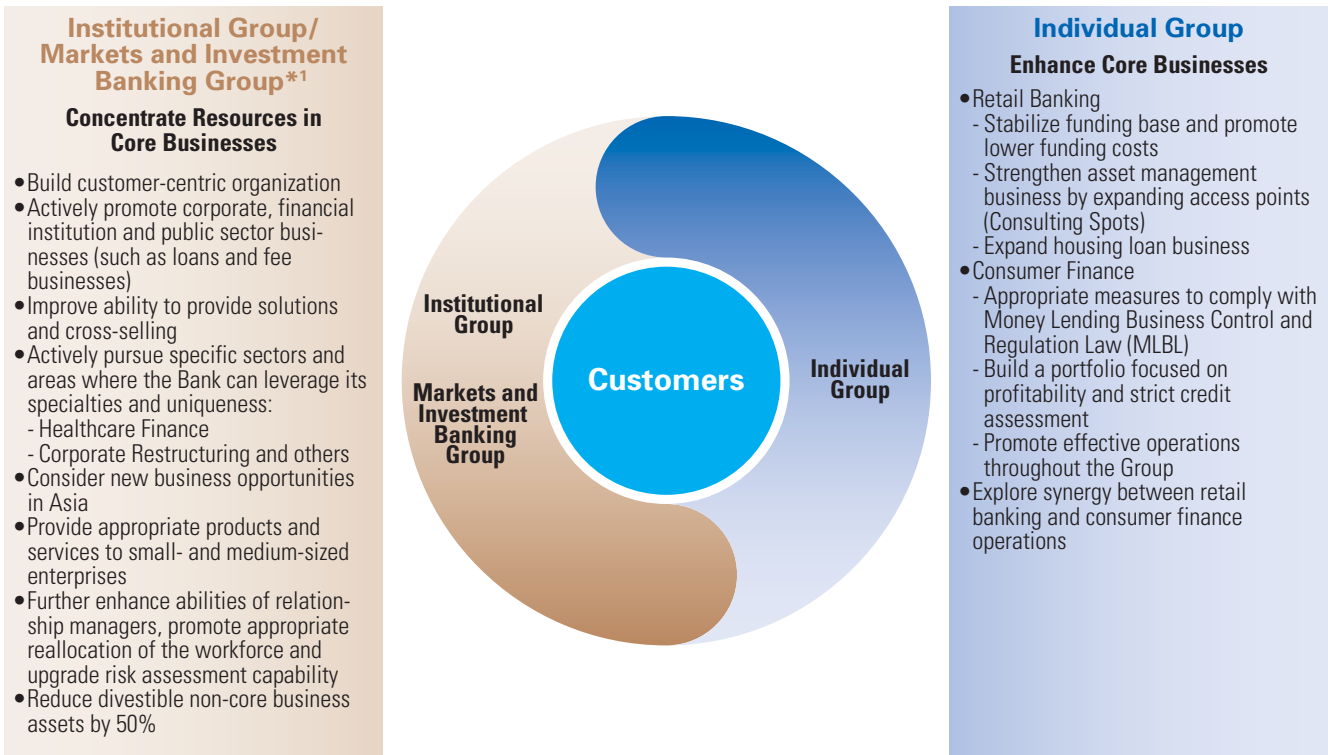 Institutional Group/
Markets and Investment
Banking Group*1
Concentrate Resources in
Core Businesses
•Build customer-centric organization
•Actively promote corporate, financial
institution and public sector busi-
nesses (such as loans and fee
businesses)
•Improve ability to provide solutions
and cross-selling
•Actively pursue specific sectors and
areas where the Bank can leverage its
specialties and uniqueness:
- Healthcare Finance
- Corporate Restructuring and others
•Consider new business opportunities
in Asia
•Provide appropriate products and
services to small- and medium-sized
enterprises
•Further enhance abilities of relation-
ship managers, promote appropriate
reallocation of the workforce and
upgrade risk assessment capability
•Reduce divestible non-core business
assets by 50%
Institutional
Group
Markets and
Investment
Banking
Group
Customers
Individual
Group
Individual Group
Enhance Core Businesses
•Retail Banking
- Stabilize funding base and promote
lower funding costs
- Strengthen asset management
business by expanding access points
(Consulting Spots)
- Expand housing loan business
•Consumer Finance
- Appropriate measures to comply with
Money Lending Business Control and
Regulation Law (MLBL)
- Build a portfolio focused on
profitability and strict credit
assessment
- Promote effective operations
throughout the Group
•Explore synergy between retail
banking and consumer finance
operations